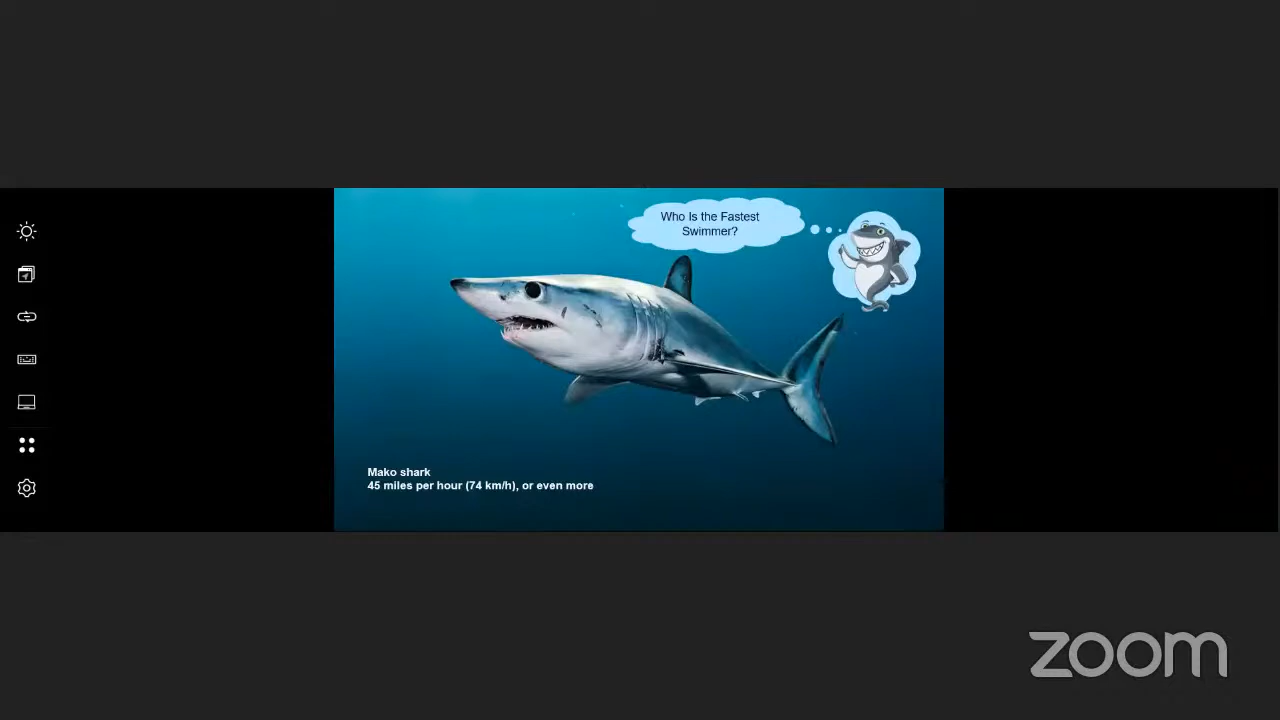 Who Is the Fastest
Swimmer?
Mako shark
45 miles per hour (74 km/h), or even more
zoom